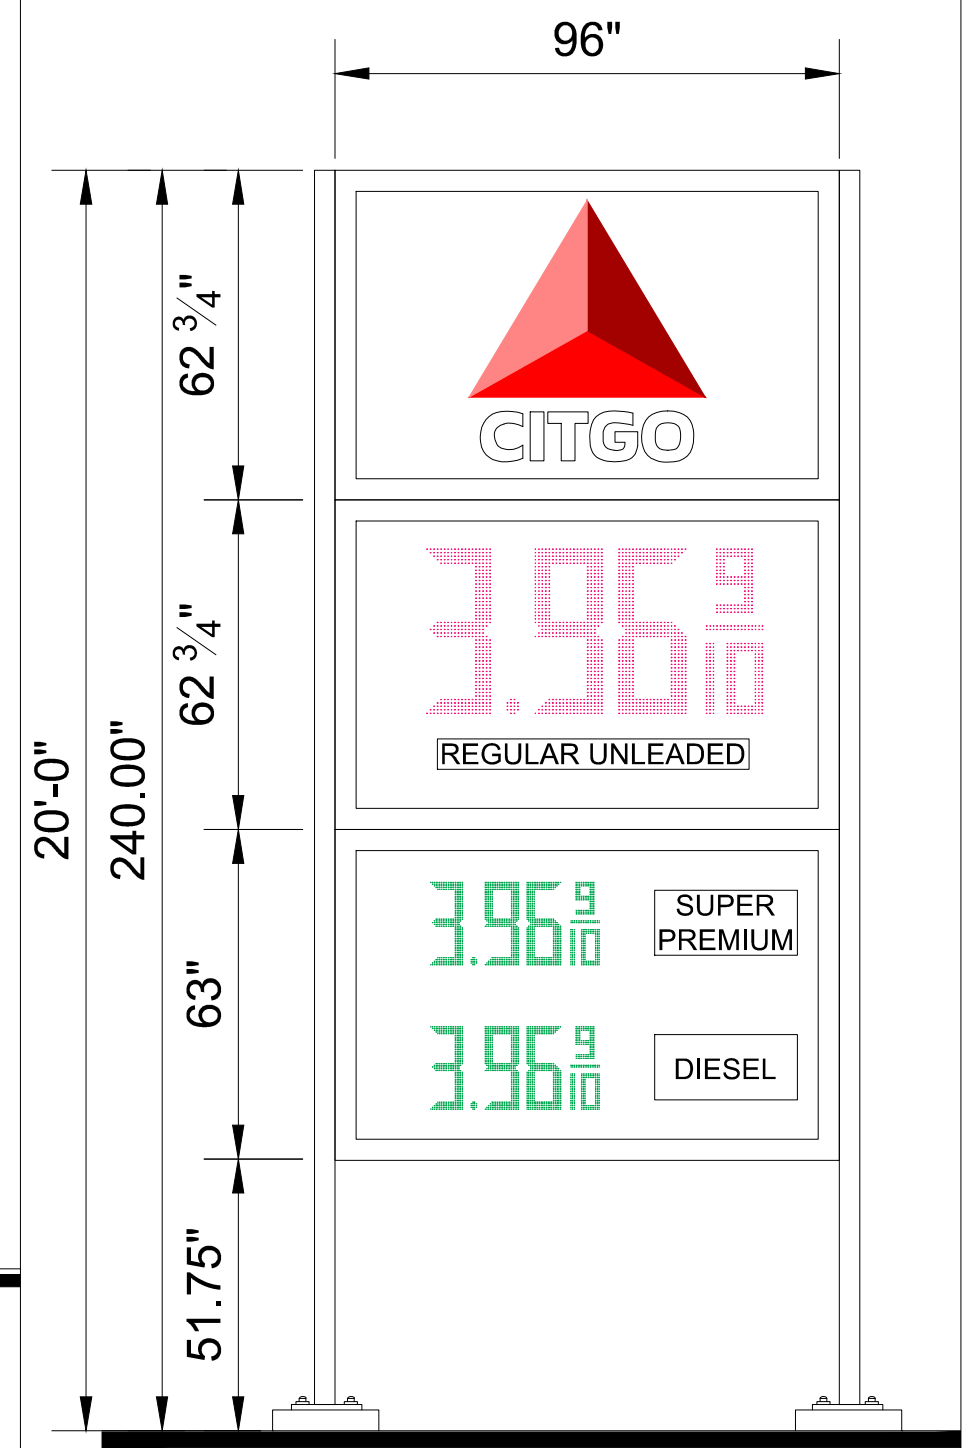 96"
62 3/4"
CITGO
62 3/4"
3.96 9/10
REGULAR UNLEADED
20'-0"
240.00"
63"
3.96 9/10
SUPER
PREMIUM
3.96 9/10
DIESEL
51.75"